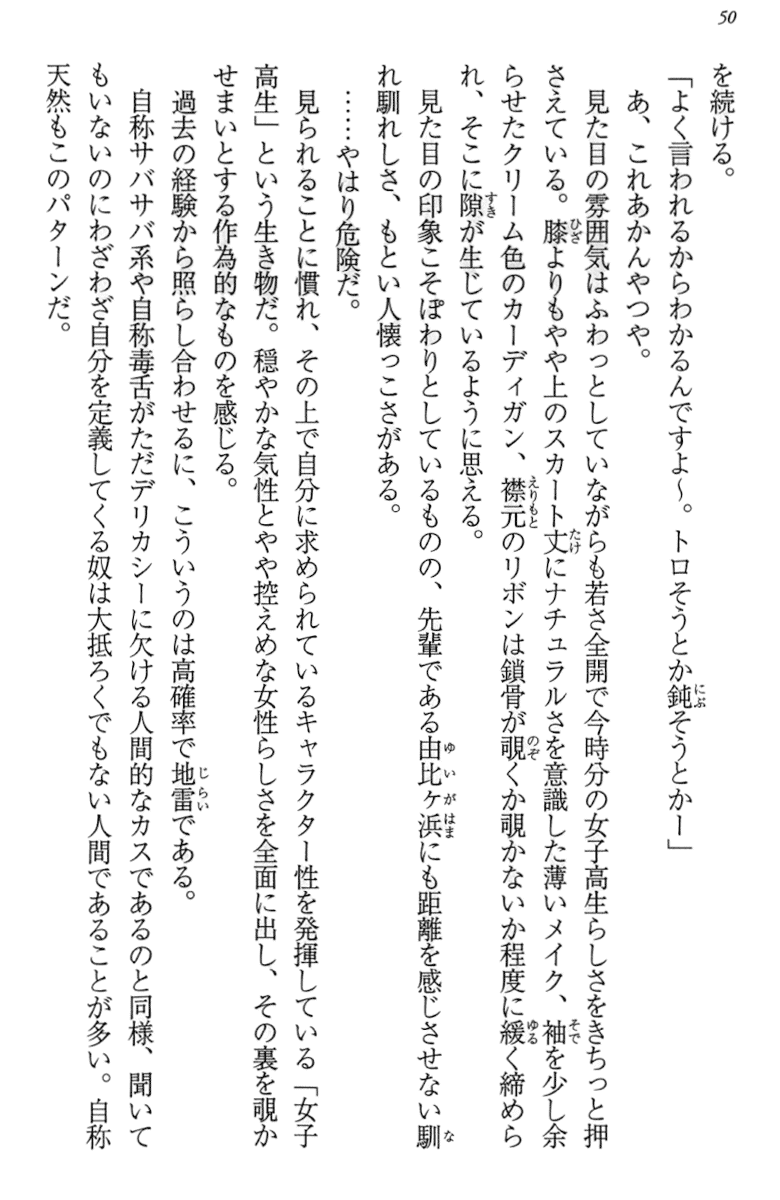 50
を続ける。
「よく言われるからわかるんですよ〜。トロそうとか鈍そうとかー」
あ、これあかんやつや。
見た目の雰囲気はふわっとしていながらも若さ全開で今時分の女子高生らしさをきちっと押
さえている。膝よりもやや上のスカート丈にナチュラルさを意識した薄いメイク、袖を少し余
らせたクリーム色のカーディガン、襟元のリボンは鎖骨が覗くか覗かないか程度に緩く締めら
れ、そこに隙が生じているように思える。
見た目の印象こそぽわりとしているものの、先輩である由比ヶ浜にも距離を感じさせない馴
れ馴れしさ、もとい人懐っこさがある。
……やはり危険だ。
見られることに慣れ、その上で自分に求められているキャラクター性を発揮している「女子
高生」という生き物だ。穏やかな気性とやや控えめな女性らしさを全面に出し、その裏を覗か
せまいとする作為的なものを感じる。
過去の経験から照らし合わせるに、こういうのは高確率で地雷である。
自称サバサバ系や自称毒舌がただデリカシーに欠ける人間的なカスであるのと同様、聞いて
もいないのにわざわざ自分を定義してくる奴は大抵ろくでもない人間であることが多い。自称
天然もこのパターンだ。